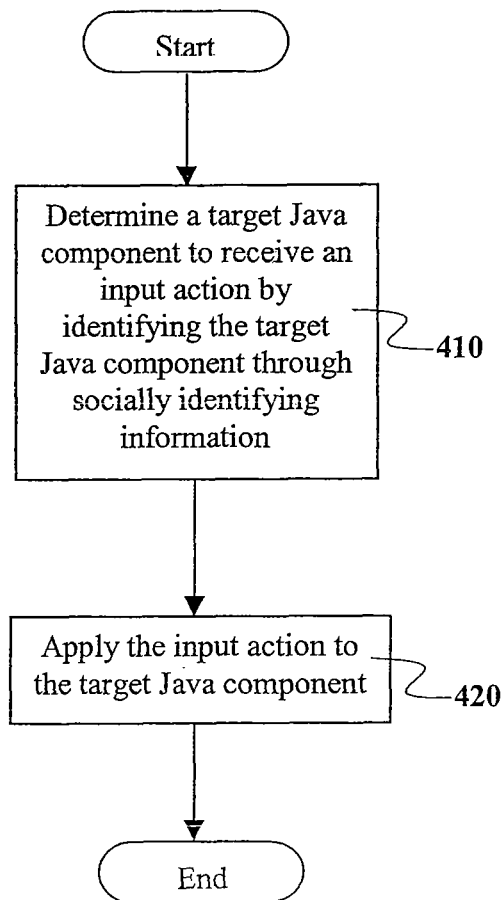 Start
Determine a target Java
component to receive an
input action by
identifying the target
Java component through
socially identifying
information
410
Apply the input action to
the target Java component
420
End